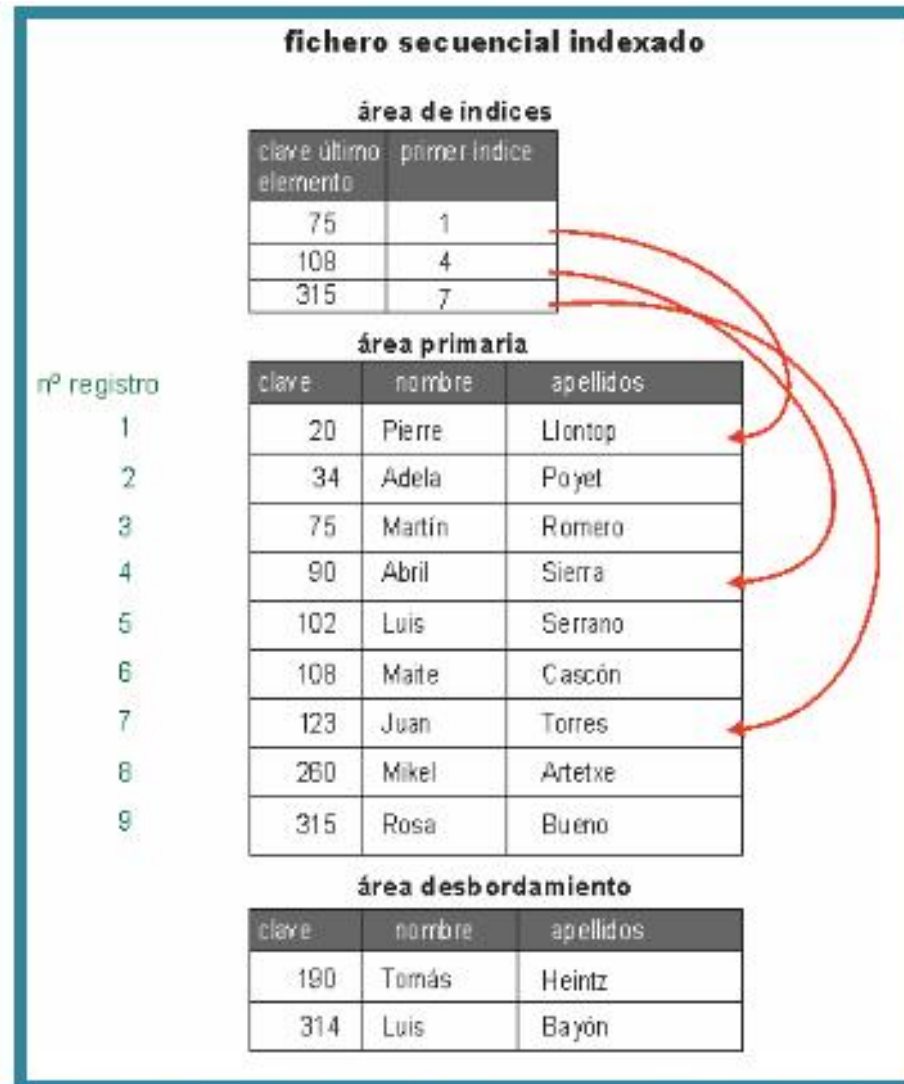 fichero secuencial indexado
área de índices
clave último elemento primer índice
75 1
108 4
315 7
área primaria
nº registro clave nombre apellidos
1 20 Pierre Llontop
2 34 Adela Poyet
3 75 Martín Romero
4 90 Abril Sierra
5 102 Luis Serrano
6 108 Maite Cascón
7 123 Juan Torres
8 260 Mikel Artetxe
9 315 Rosa Bueno
área desbordamiento
clave nombre apellidos
190 Tomás Heintz
314 Luis Bayón